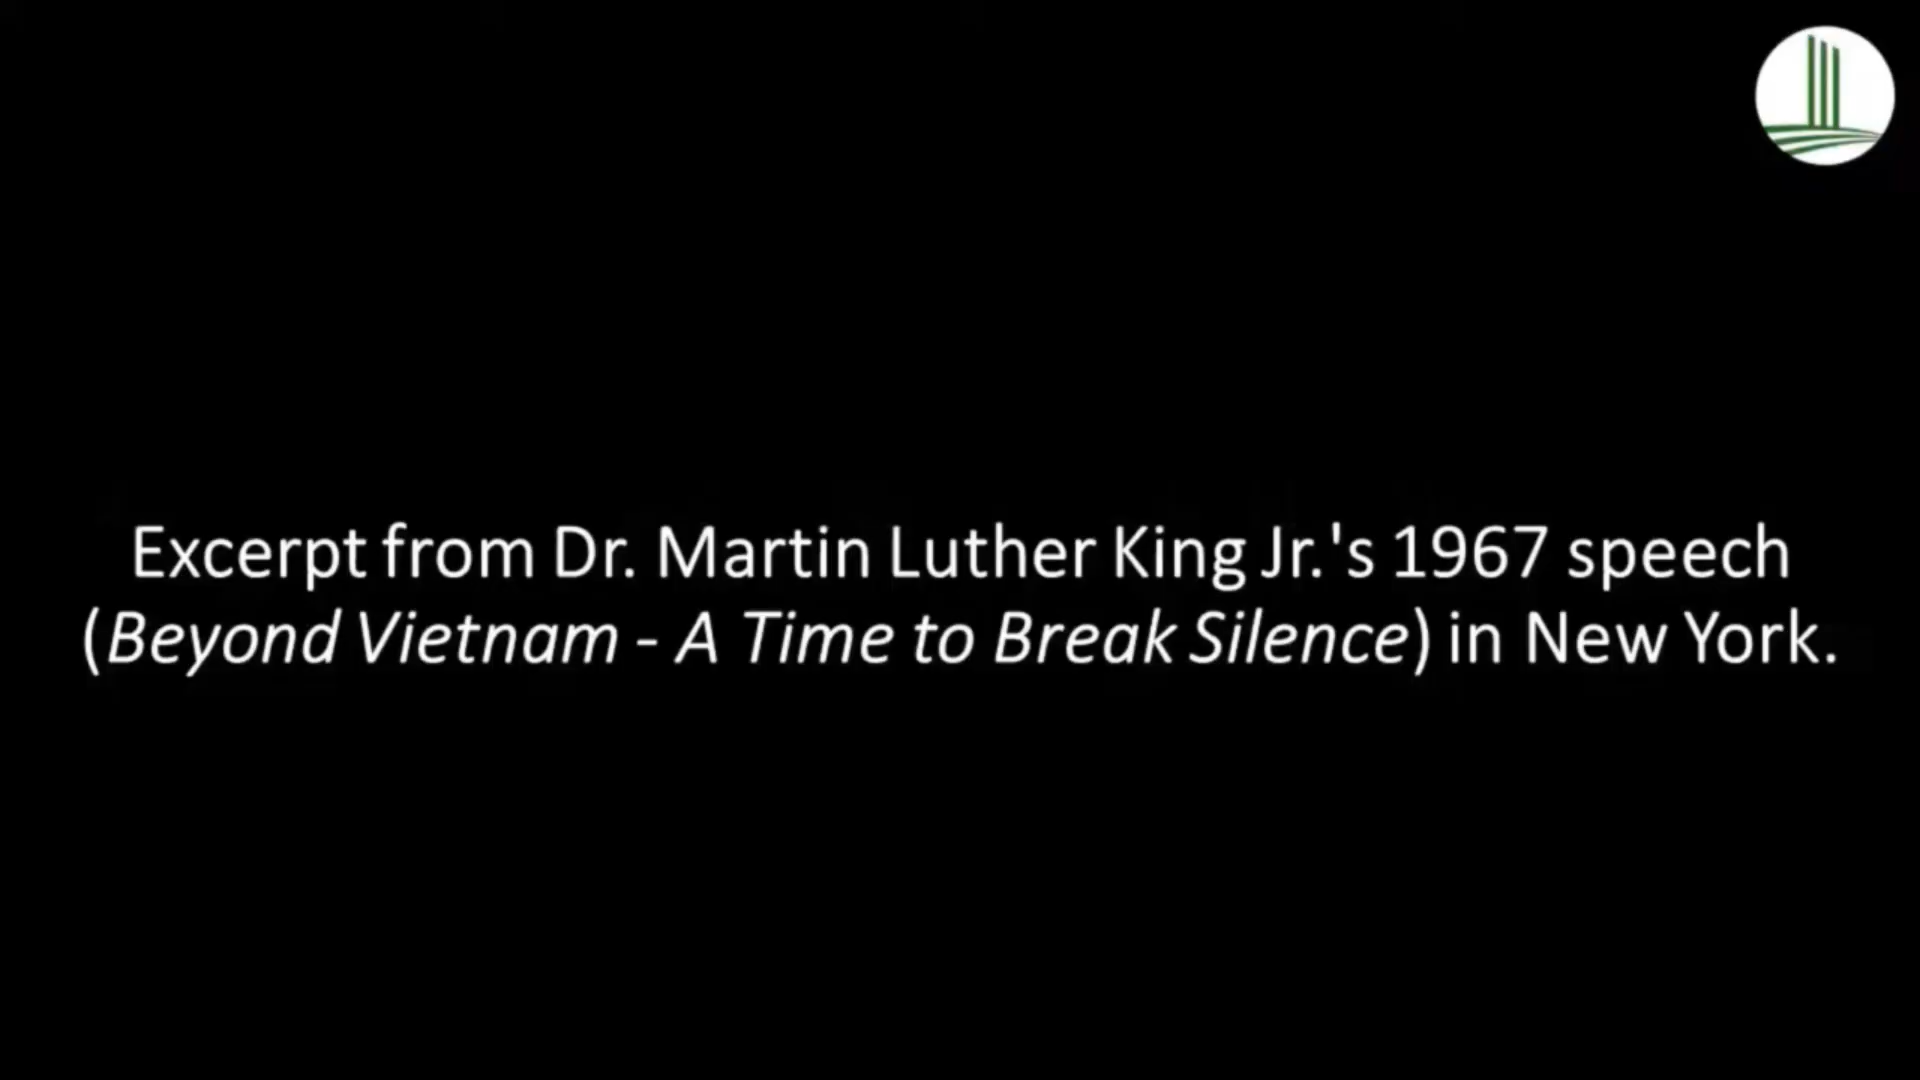 Excerpt from Dr. Martin Luther King Jr.'s 1967 speech
(Beyond Vietnam - A Time to Break Silence) in New York.